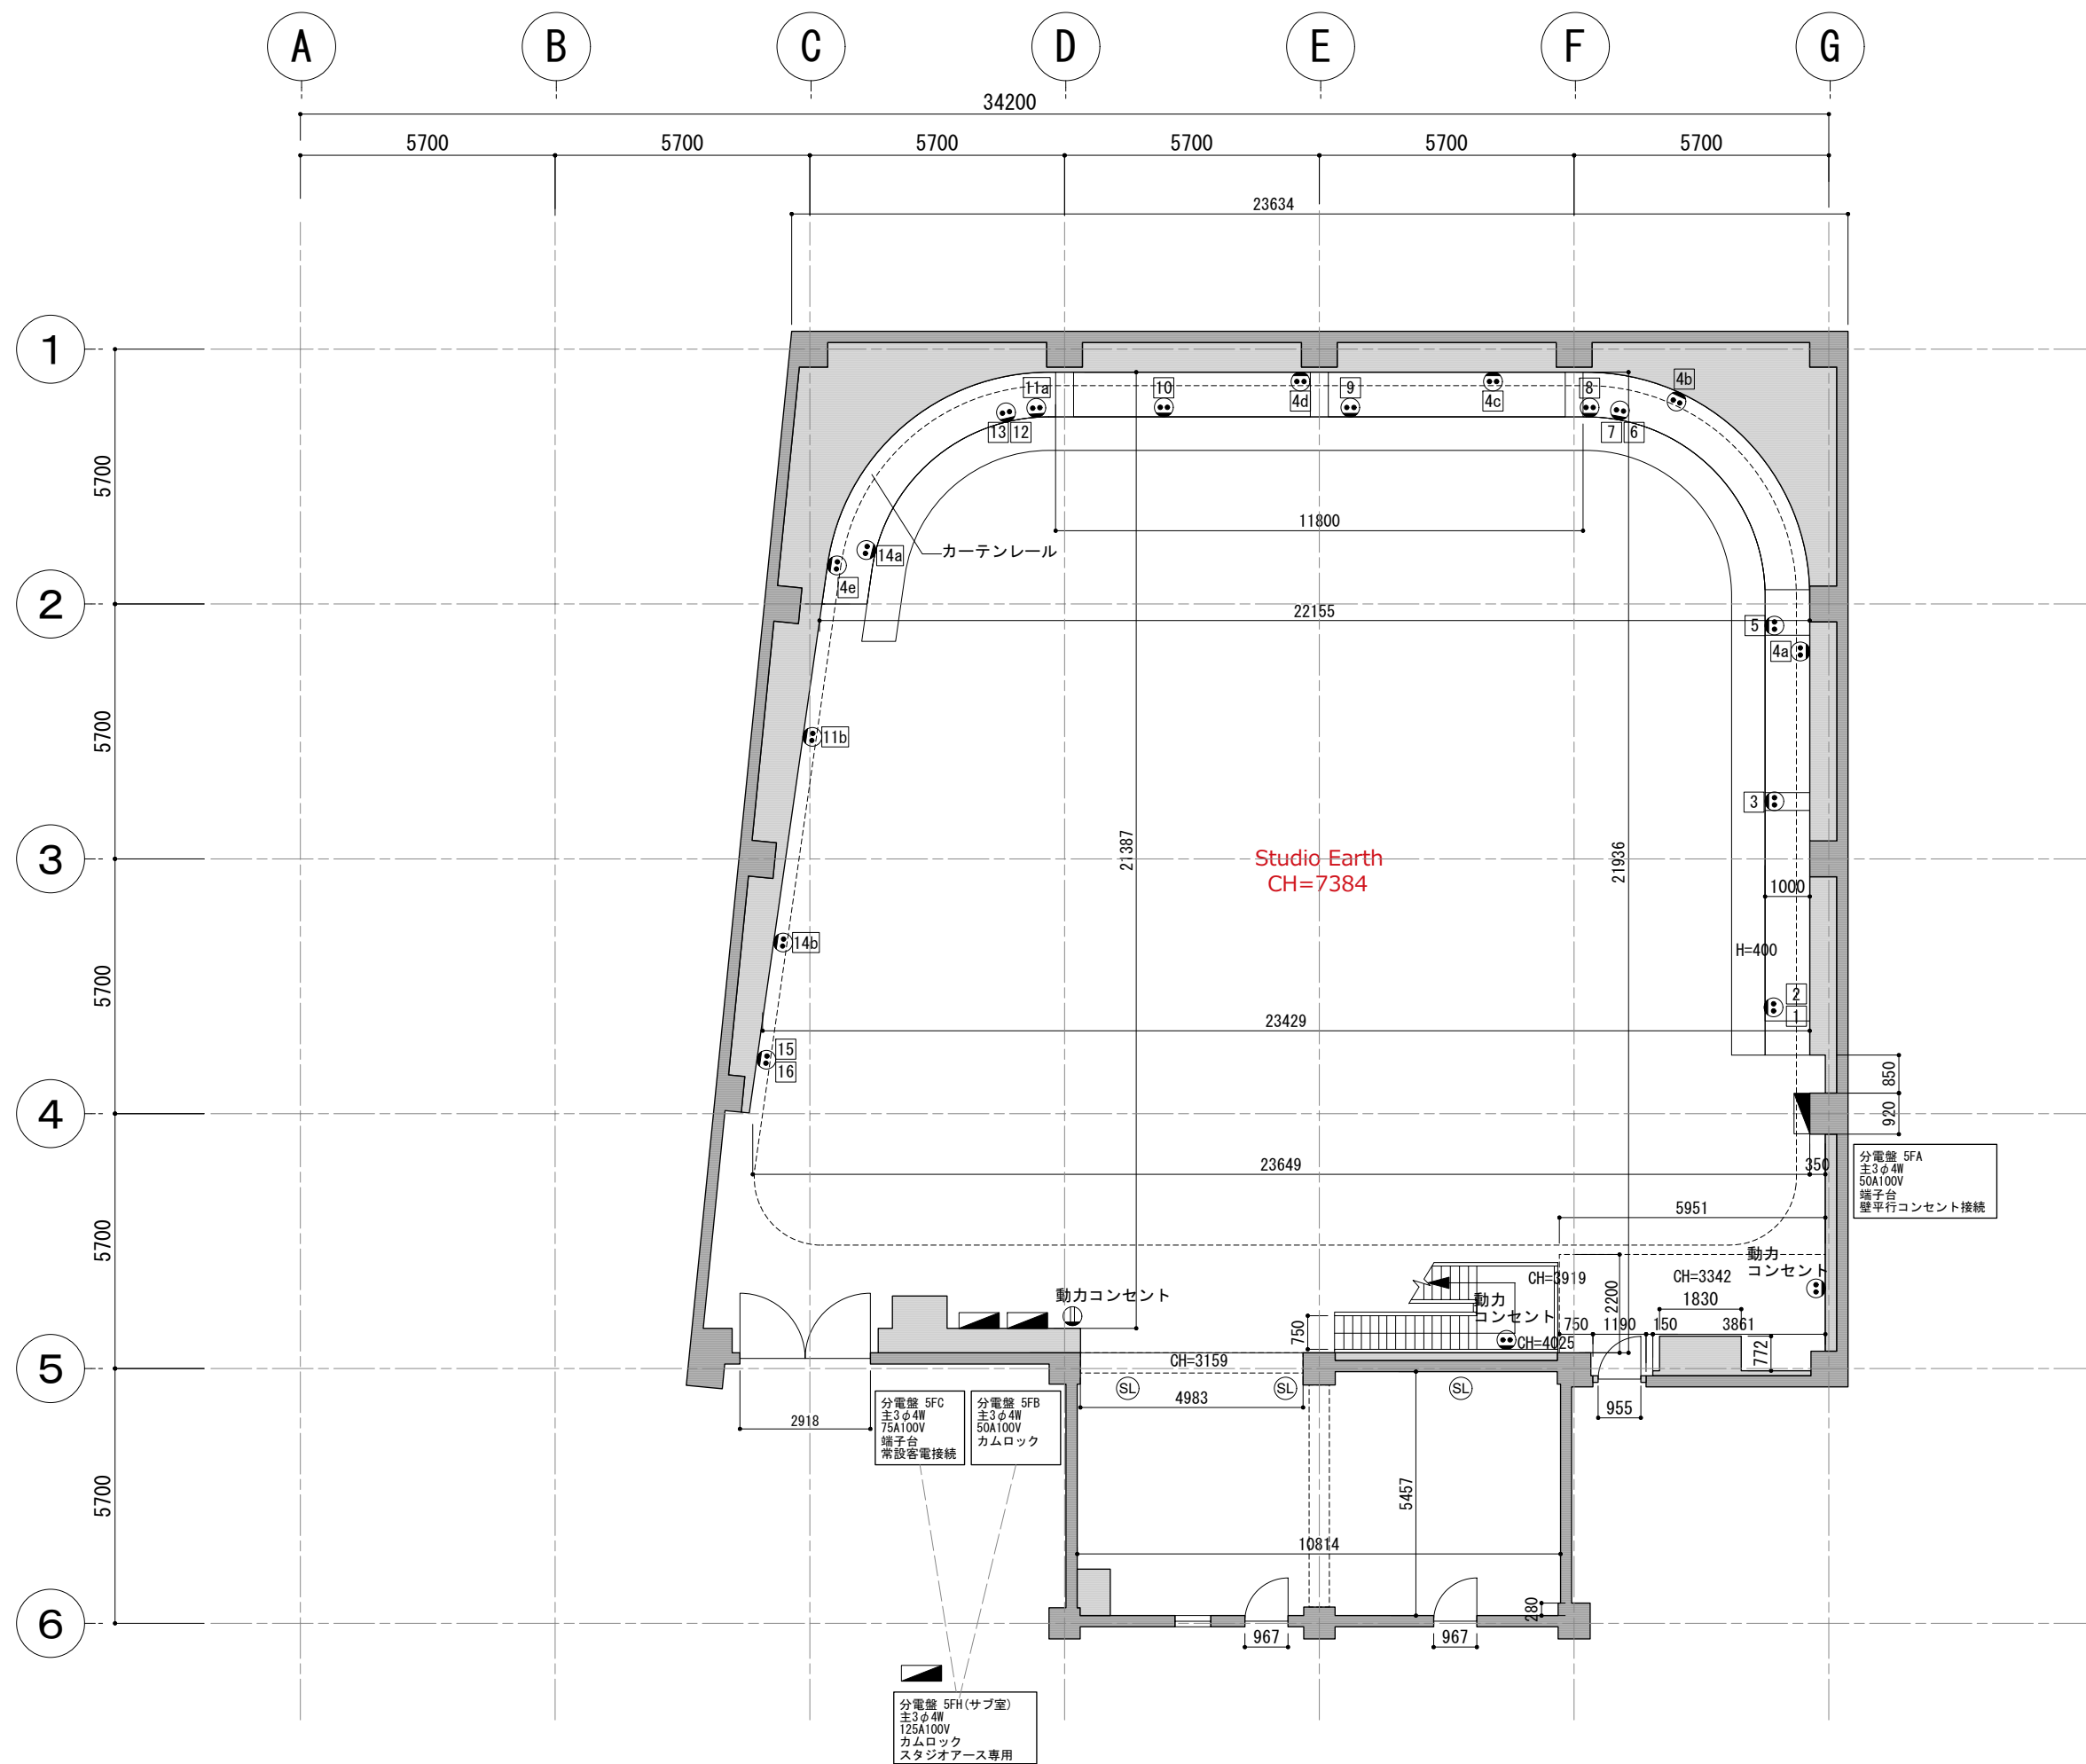 A B C D E F G
34200
5700 5700 5700 5700 5700 5700
23634
1
11a 10 4d 9 4c 8 4b
13 12 7 6
5700
11800
カーテンレール
14a
4e
2
22155
5
4a
11b
5700
3
21387
21936
3
Studio Earth
CH=7384
1000
14b
H=400
5700
2
1
23429
15
16
850
4
920
分電盤 5FA
主3φ4W
50A100V
端子台
壁平行コンセント接続
23649
350
5951
5700
動力
コンセント
CH=3919
CH=3342
動力コンセント
動力
コンセント
2200
1830
750
CH=4025
750 1190 150 3861
772
5
CH=3159
SL SL SL
4983
955
2918
分電盤 5FC
主3φ4W
75A100V
端子台
常設客電接続
分電盤 5FB
主3φ4W
50A100V
カムロック
5457
5700
10814
280
6
967 967
分電盤 5FH(サブ室)
主3φ4W
125A100V
カムロック
スタジオアース専用